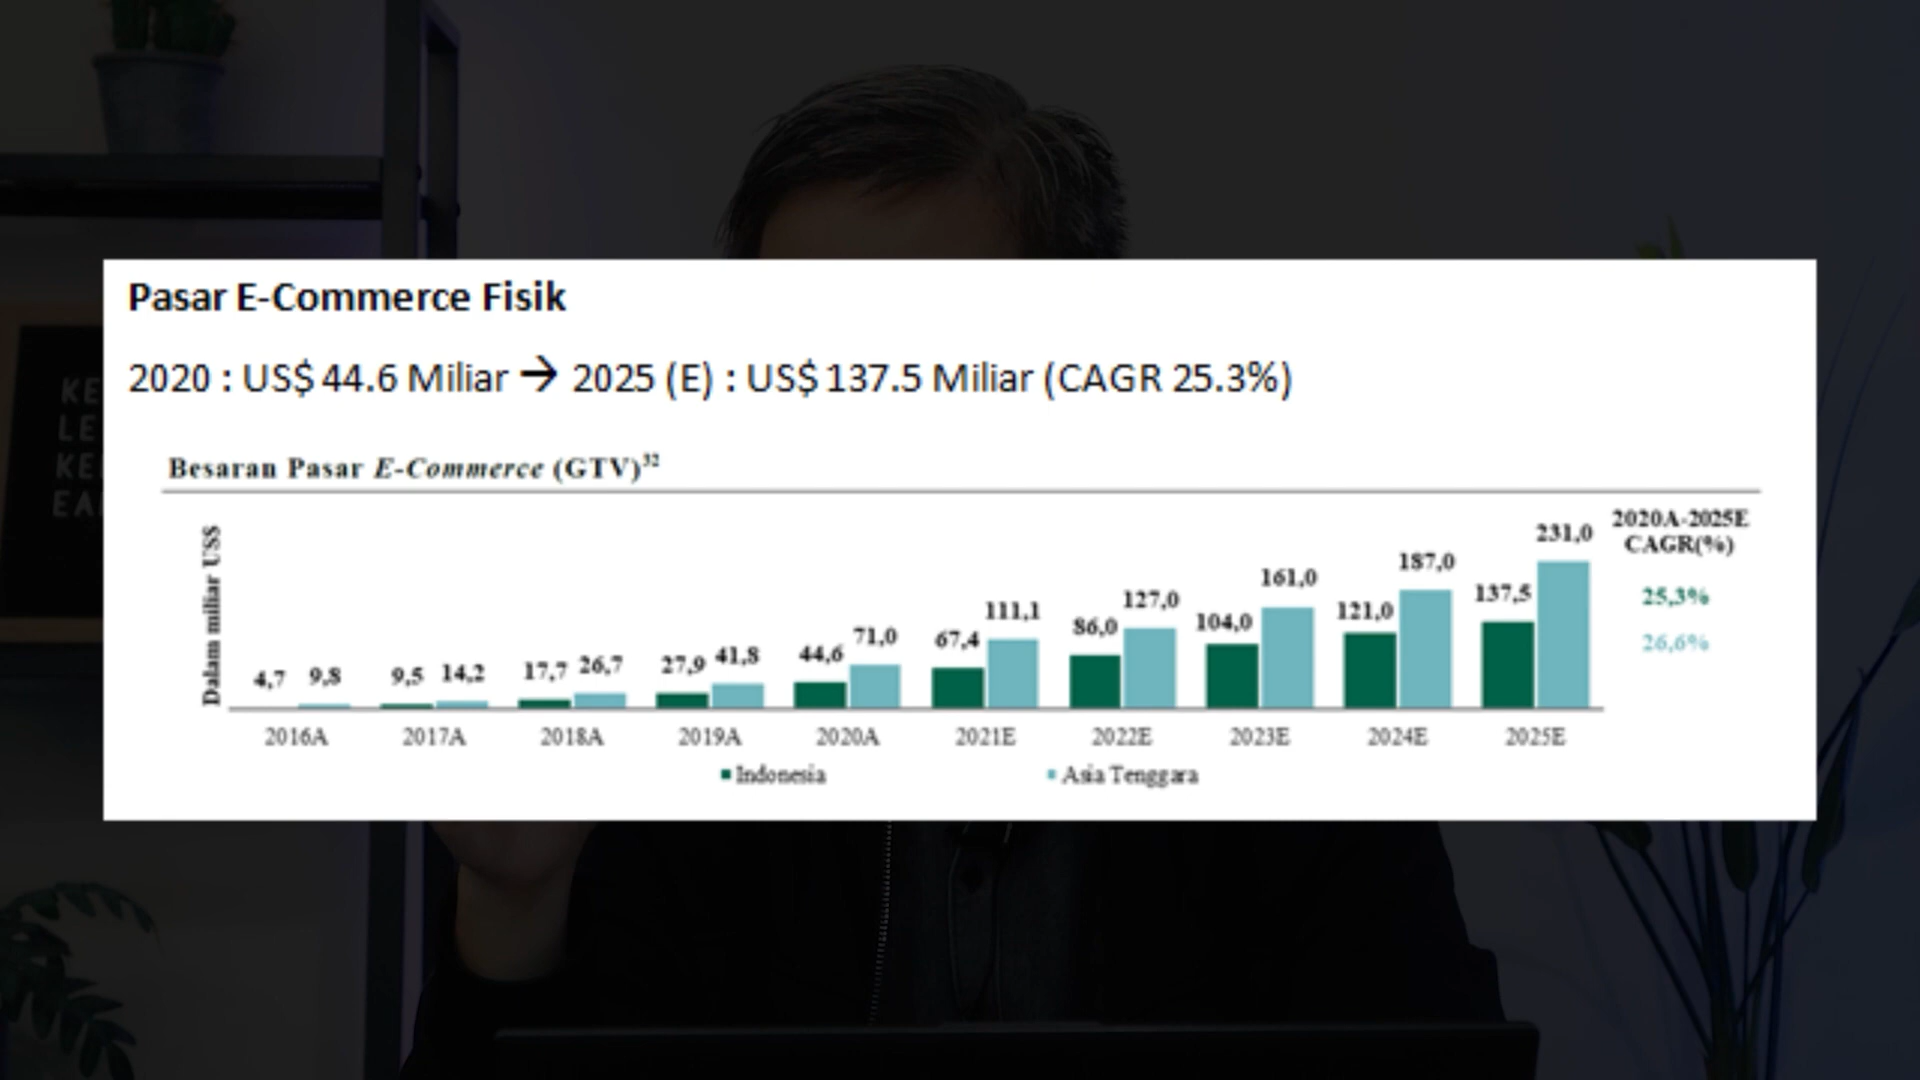 Pasar E-Commerce Fisik
2020 : US$ 44.6 Miliar → 2025 (E) : US$ 137.5 Miliar (CAGR 25.3%)
Besaran Pasar E-Commerce (GTV)³²
Dalam miliar US$
2020A-2025E
CAGR(%)
25,3%
26,6%
4,7 9,8 9,5 14,2 17,7 26,7 27,9 41,8 44,6 71,0 67,4 111,1 86,0 127,0 104,0 161,0 121,0 187,0 137,5 231,0
2016A 2017A 2018A 2019A 2020A 2021E 2022E 2023E 2024E 2025E
Indonesia Asia Tenggara
KE
LE
KE
EA